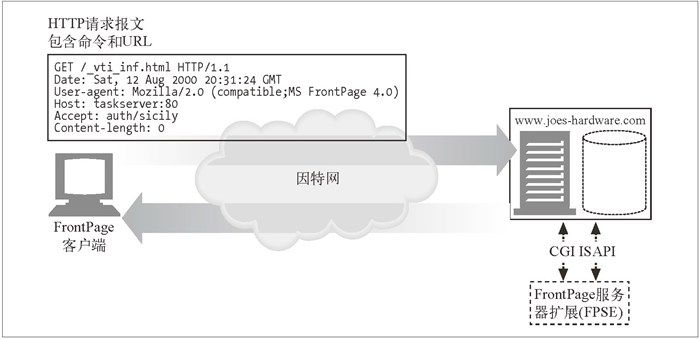 HTTP请求报文
包含命令和URL
GET /_vti_inf.html HTTP/1.1
Date: Sat, 12 Aug 2000 20:31:24 GMT
User-agent: Mozilla/2.0 (compatible;MS FrontPage 4.0)
Host: taskserver:80
Accept: auth/sicily
Content-length: 0
www.joes-hardware.com
因特网
FrontPage
客户端
CGI ISAPI
FrontPage服务
器扩展(FPSE)